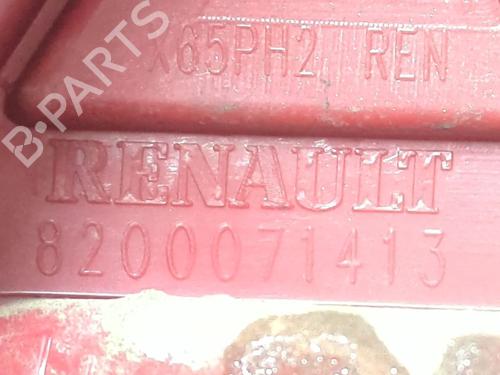 X65PH2 REN
B-PARTS
RENAULT
8200071413